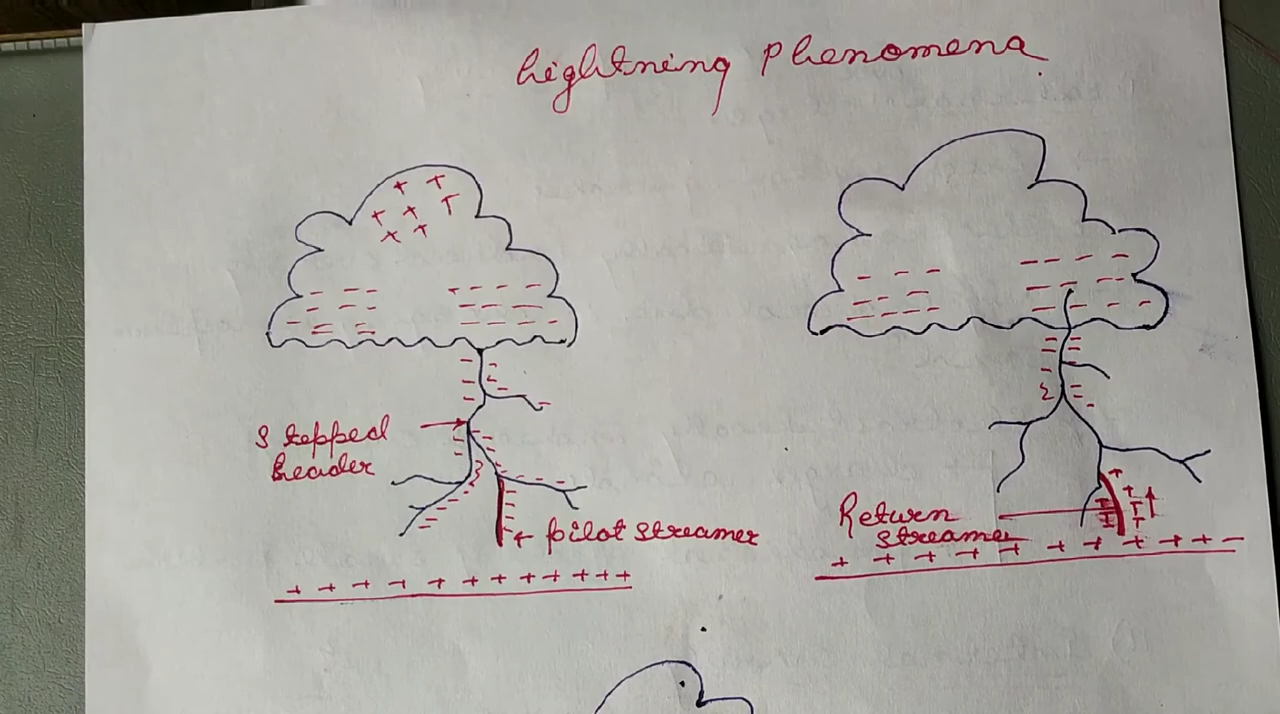 Lightning Phenomena
Stepped
Leader
Pilot Streamer
Return
Streamer